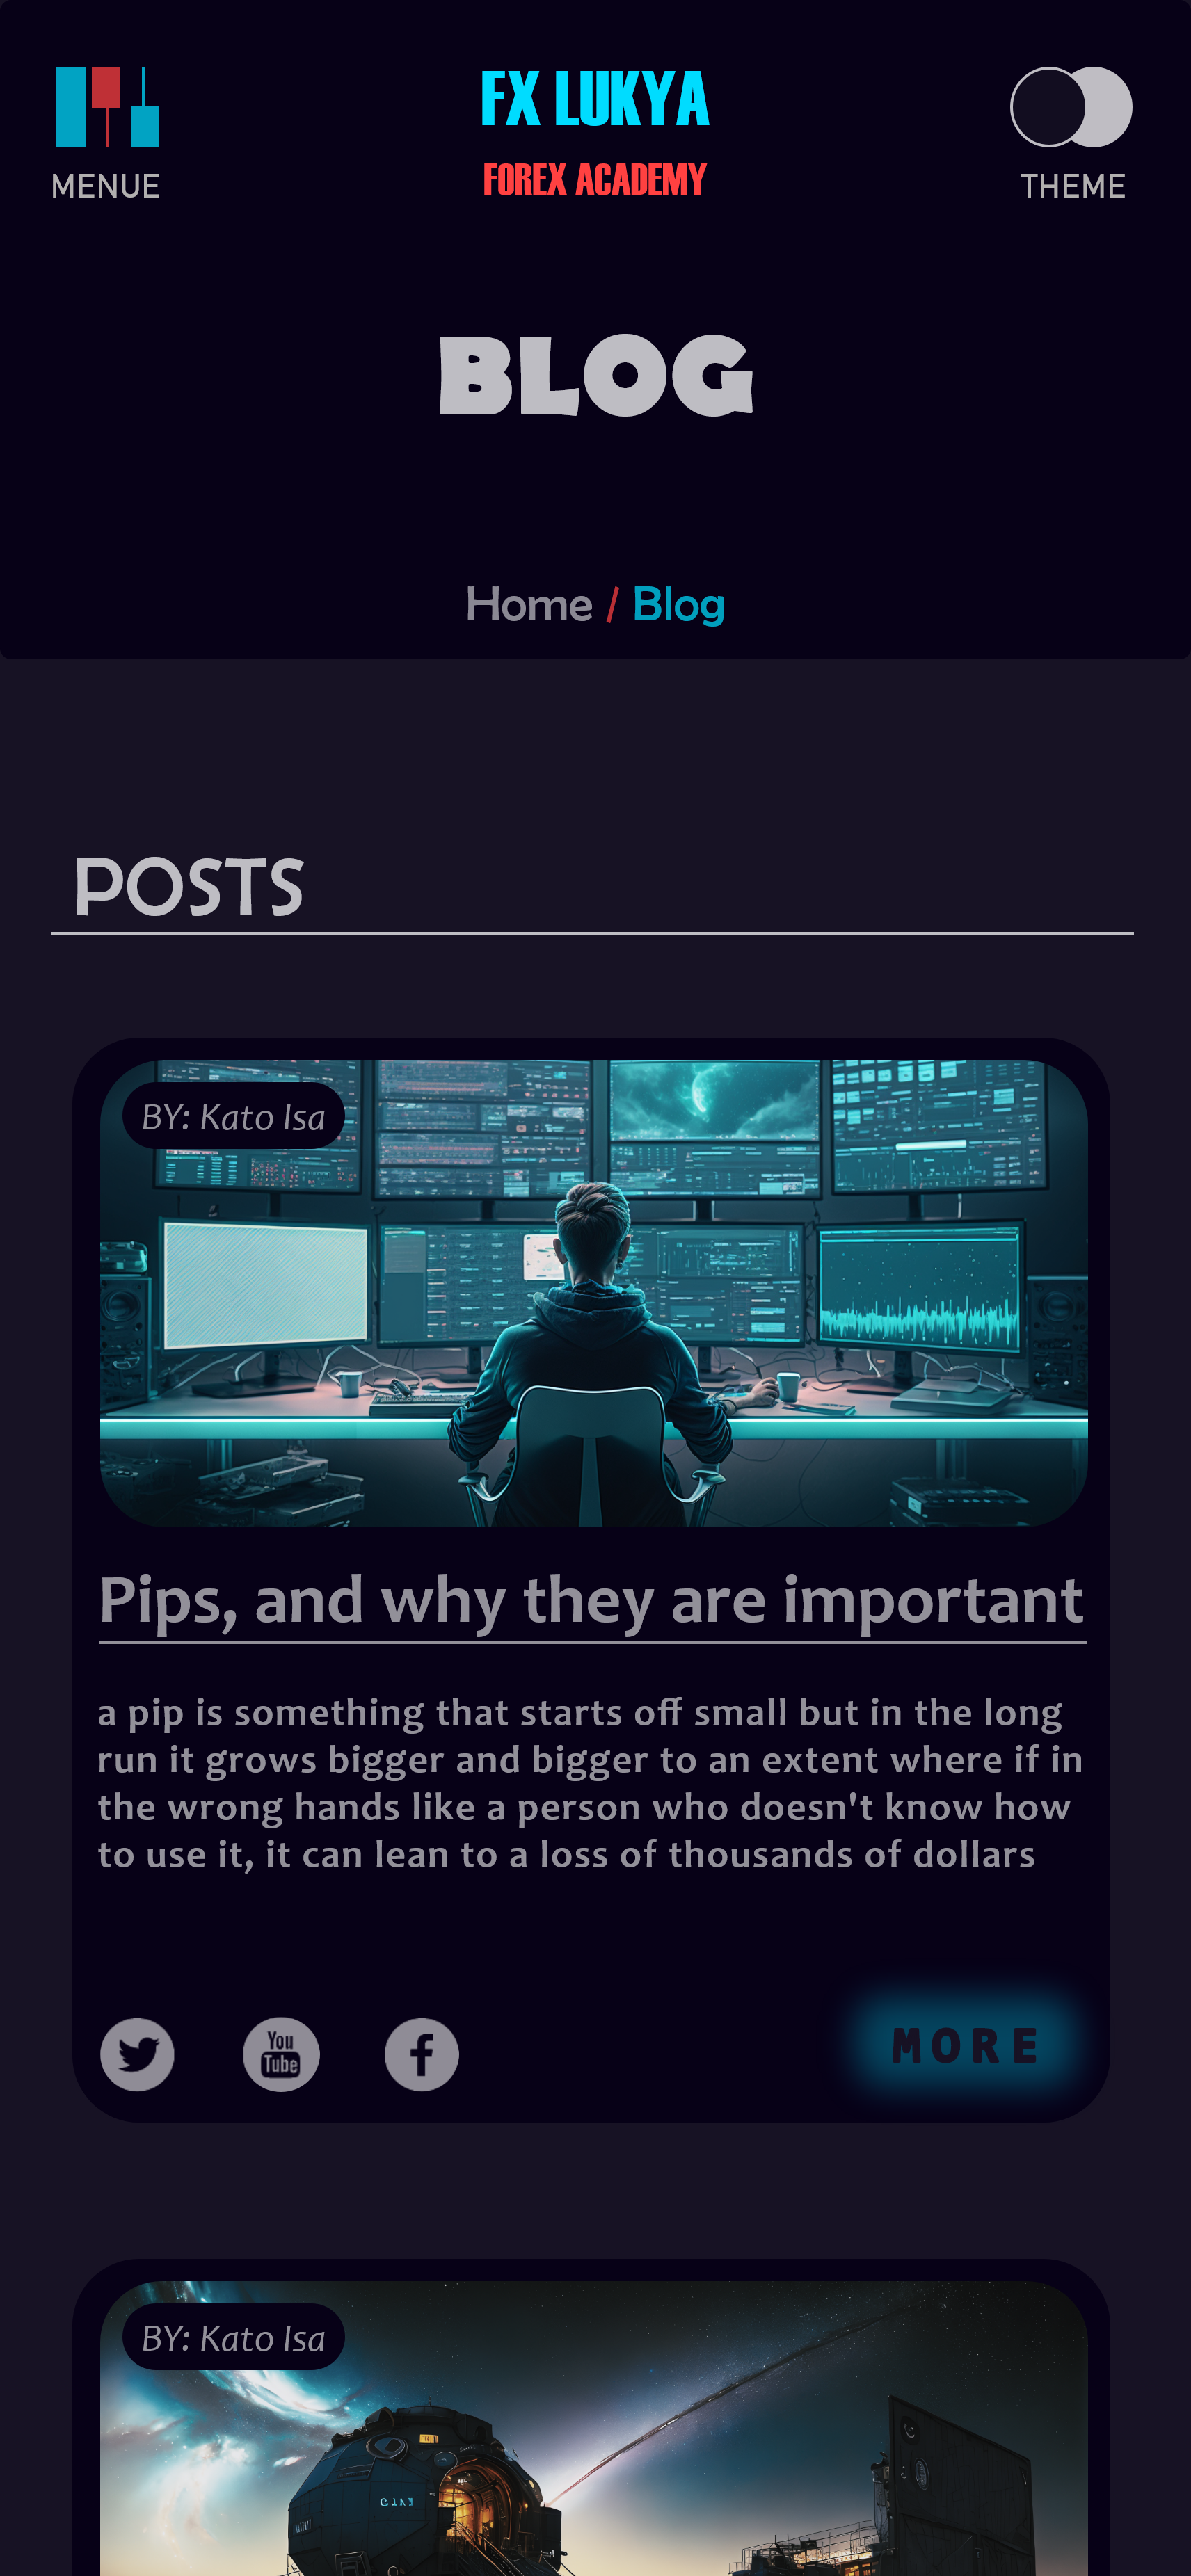 FX LUKYA
FOREX ACADEMY
MENUE
THEME
BLOG
Home / Blog
POSTS
BY: Kato Isa
Pips, and why they are important
a pip is something that starts off small but in the long
run it grows bigger and bigger to an extent where if in
the wrong hands like a person who doesn't know how
to use it, it can lean to a loss of thousands of dollars
You
Tube
MORE
BY: Kato Isa